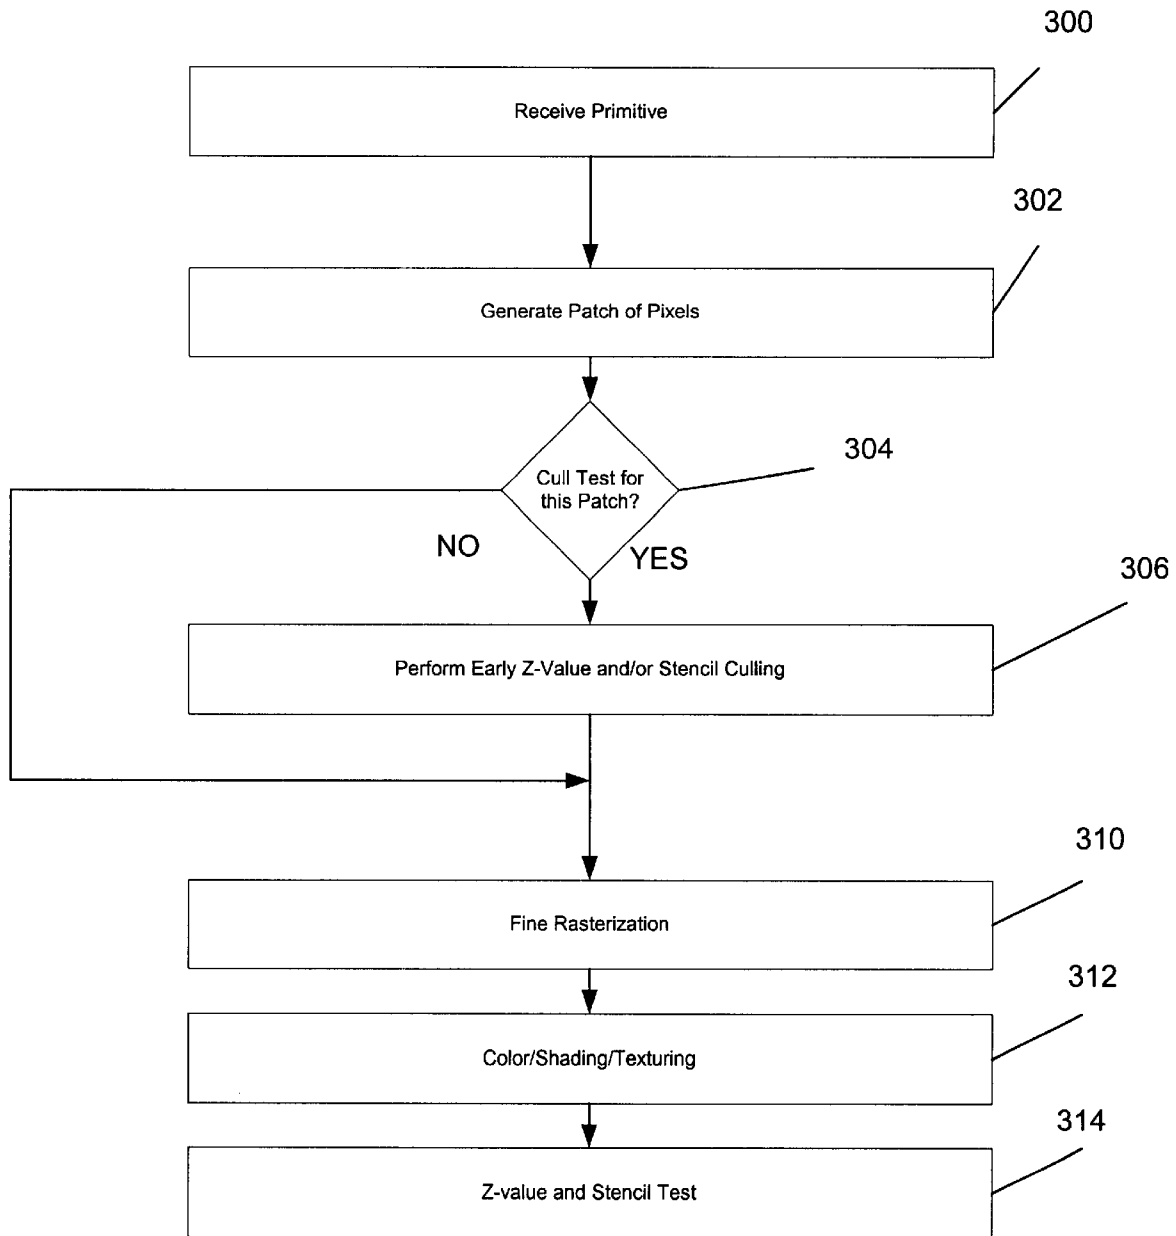 300
Receive Primitive
302
Generate Patch of Pixels
304
Cull Test for
this Patch?
NO
YES
306
Perform Early Z-Value and/or Stencil Culling
310
Fine Rasterization
312
Color/Shading/Texturing
314
Z-value and Stencil Test